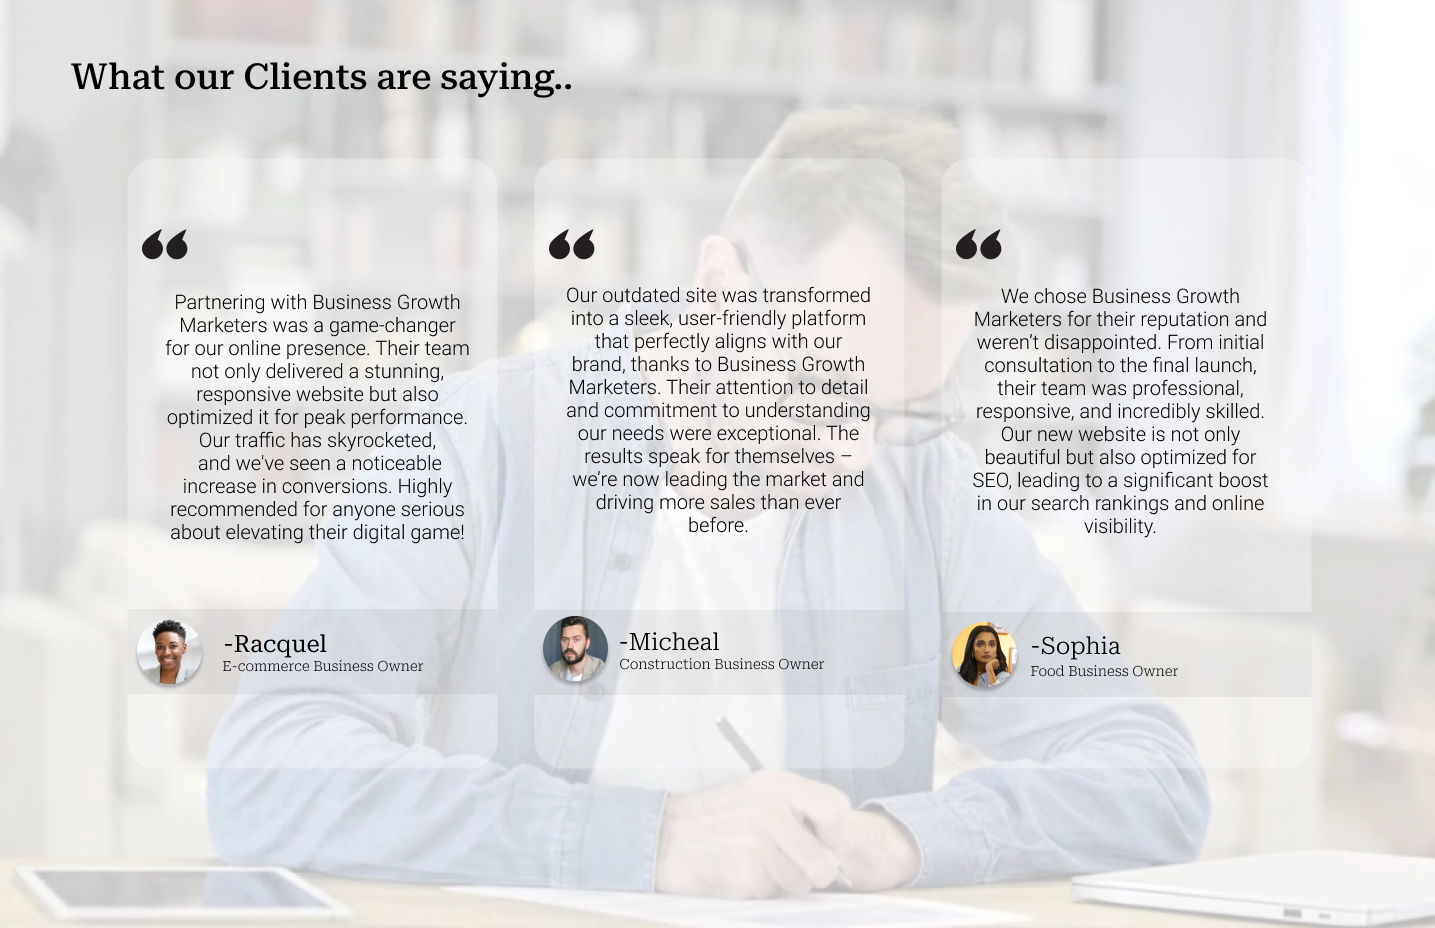 What our Clients are saying..
Partnering with Business Growth
Marketers was a game-changer
for our online presence. Their team
not only delivered a stunning,
responsive website but also
optimized it for peak performance.
Our traffic has skyrocketed,
and we've seen a noticeable
increase in conversions. Highly
recommended for anyone serious
about elevating their digital game!
-Racquel
E-commerce Business Owner
Our outdated site was transformed
into a sleek, user-friendly platform
that perfectly aligns with our
brand, thanks to Business Growth
Marketers. Their attention to detail
and commitment to understanding
our needs were exceptional. The
results speak for themselves –
we’re now leading the market and
driving more sales than ever
before.
-Micheal
Construction Business Owner
We chose Business Growth
Marketers for their reputation and
weren’t disappointed. From initial
consultation to the final launch,
their team was professional,
responsive, and incredibly skilled.
Our new website is not only
beautiful but also optimized for
SEO, leading to a significant boost
in our search rankings and online
visibility.
-Sophia
Food Business Owner